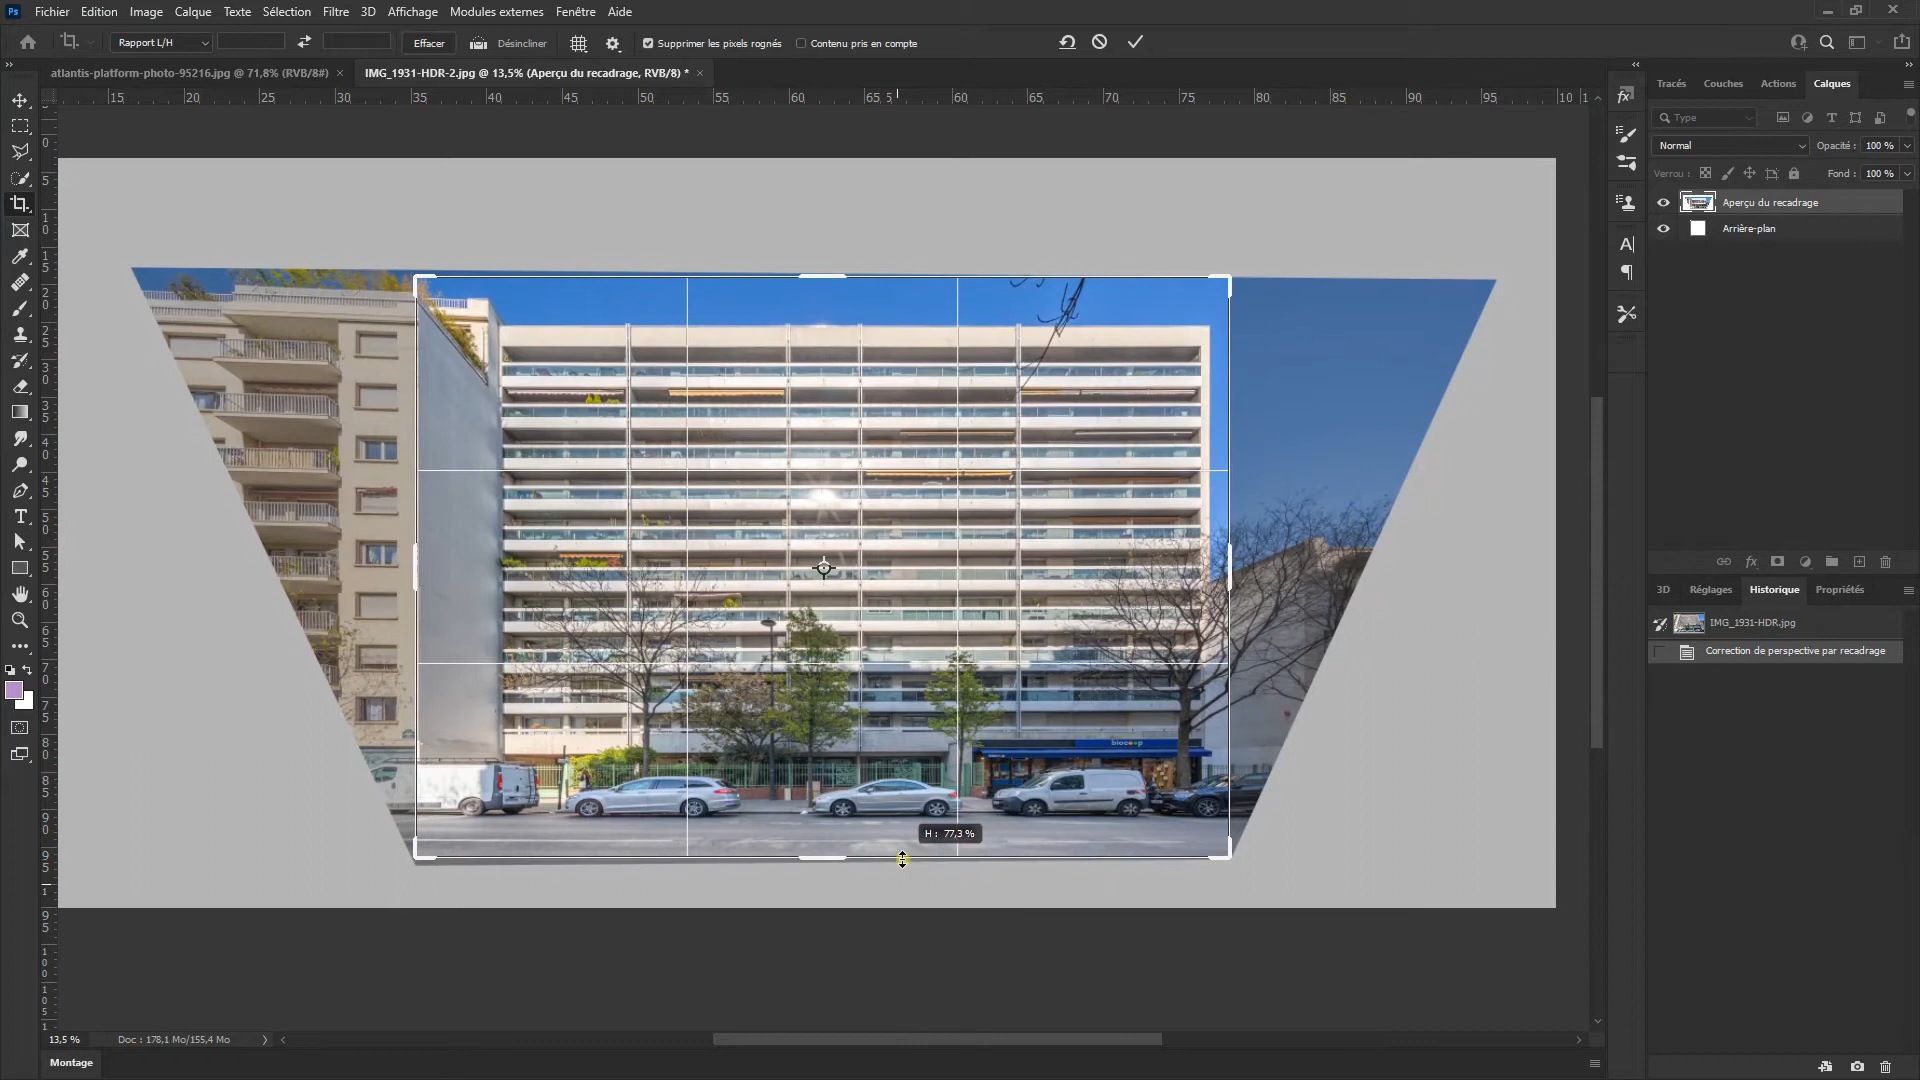 Ps Fichier Edition Image Calque Texte Sélection Filtre 3D Affichage Modules externes Fenêtre Aide
Rapport L/H Effacer Désincliner Supprimer les pixels rognés Contenu pris en compte
atlantis-platform-photo-95216.jpg @ 71,8% (RVB/8#) × IMG_1931-HDR-2.jpg @ 13,5% (Aperçu du recadrage, RVB/8) * ×
15 20 25 30 35 40 45 50 55 60 65 5 60 65 70 75 80 85 90 95 10 1
Tracés Couches Actions Calques
Type
Normal Opacité : 100 %
Verrou : Fond : 100 %
Aperçu du recadrage
Arrière-plan
3D Réglages Historique Propriétés
IMG_1931-HDR.jpg
Correction de perspective par recadrage
biocoop
H : 77,3 %
13,5 % Doc : 178,1 Mo/155,4 Mo
Montage